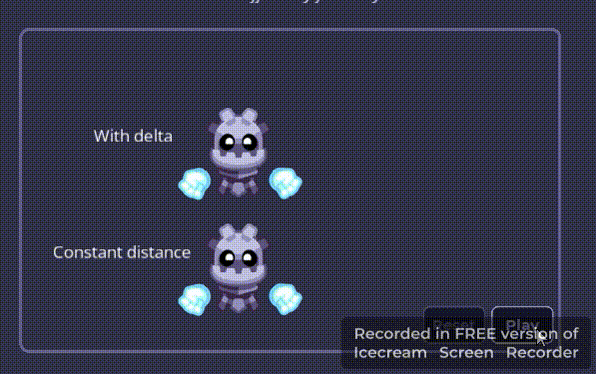 With delta
Constant distance
Play
Recorded in FREE version of
Icecream Screen Recorder